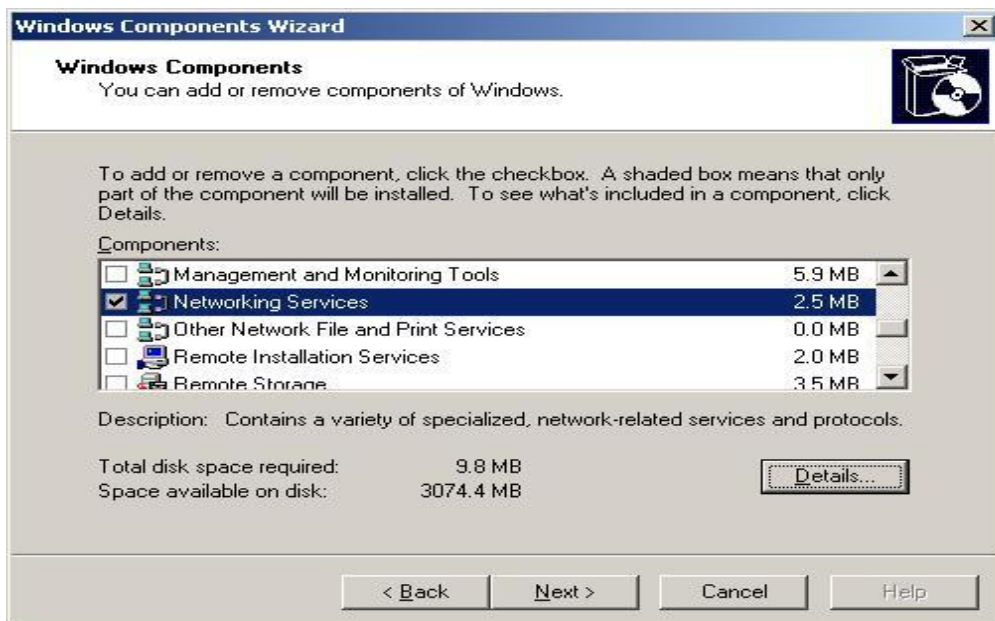 Windows Components Wizard
Windows Components
You can add or remove components of Windows.
To add or remove a component, click the checkbox. A shaded box means that only
part of the component will be installed. To see what's included in a component, click
Details.
Components:
Management and Monitoring Tools 5.9 MB
Networking Services 2.5 MB
Other Network File and Print Services 0.0 MB
Remote Installation Services 2.0 MB
Remote Storage 3.5 MB
Description: Contains a variety of specialized, network-related services and protocols.
Total disk space required: 9.8 MB
Space available on disk: 3074.4 MB
Details...
< Back Next > Cancel Help